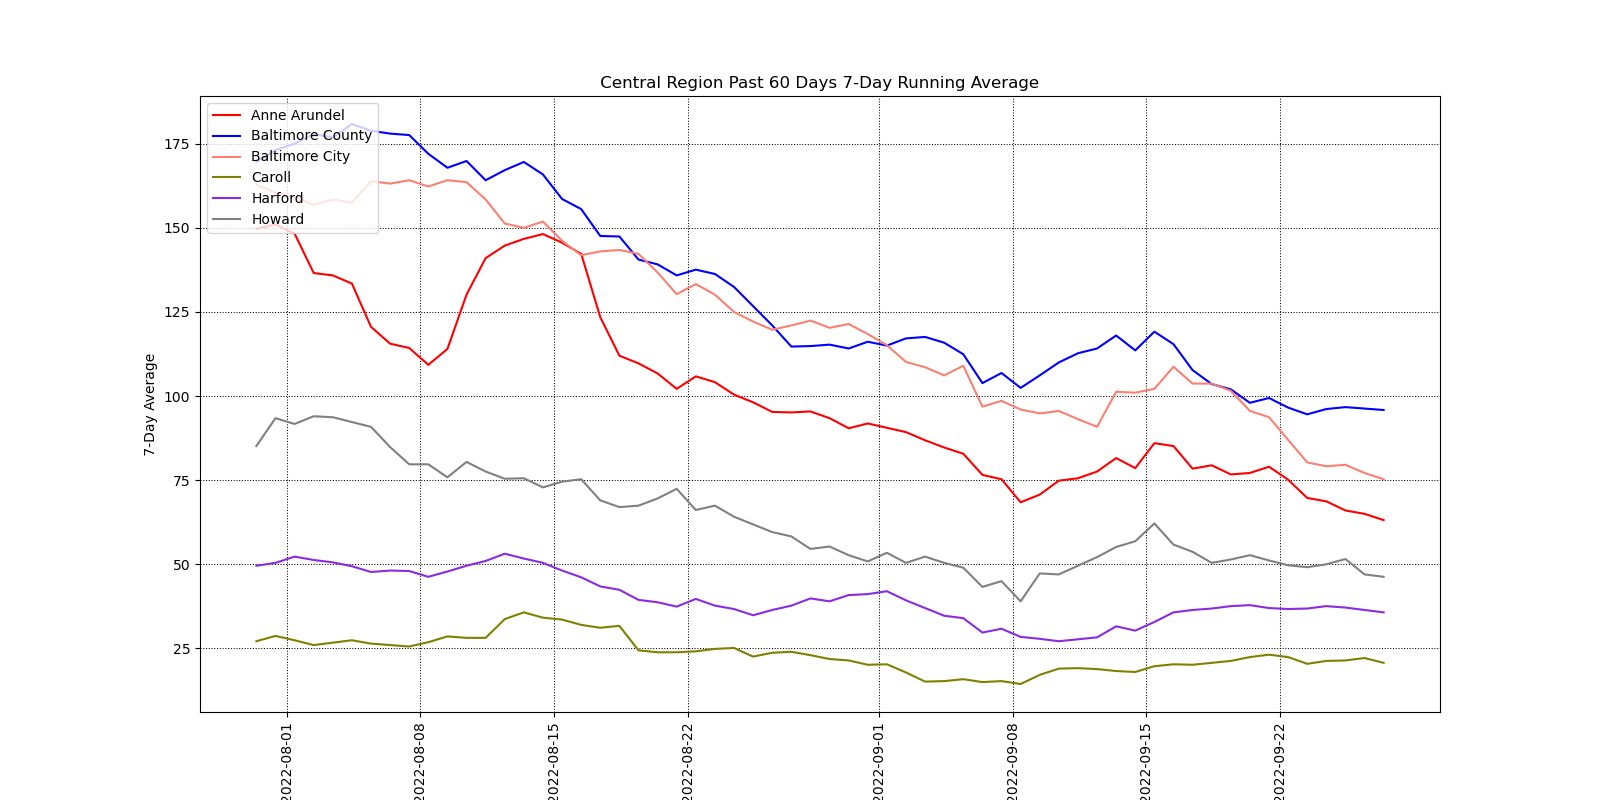 Central Region Past 60 Days 7-Day Running Average
Anne Arundel
Baltimore County
Baltimore City
Caroll
Harford
Howard
7-Day Average
175
150
125
100
75
50
25
2022-08-01
2022-08-08
2022-08-15
2022-08-22
2022-09-01
2022-09-08
2022-09-15
2022-09-22